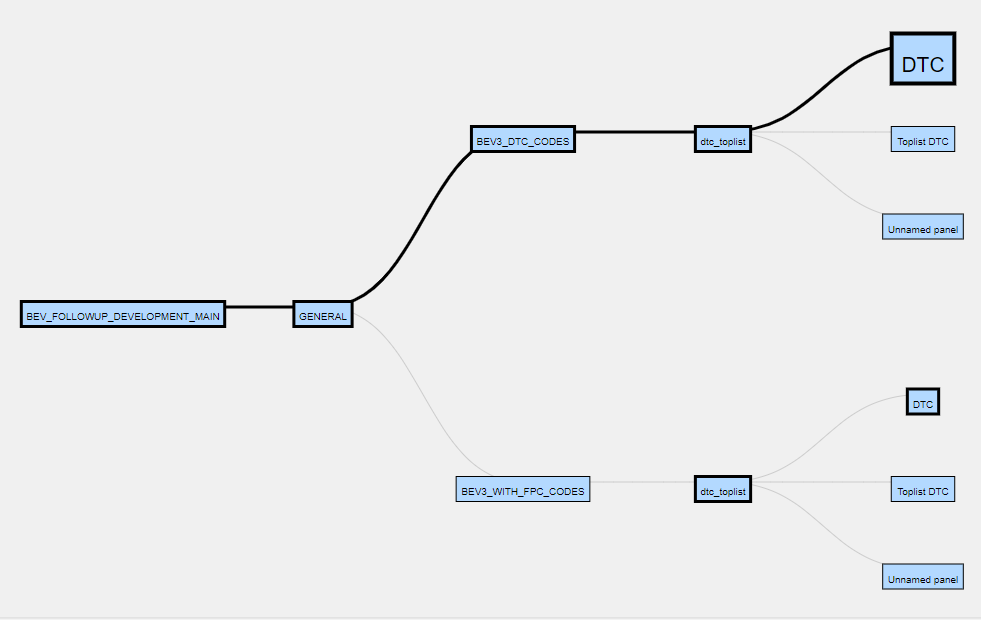 DTC
BEV3_DTC_CODES
dtc_toplist
Toplist DTC
Unnamed panel
BEV_FOLLOWUP_DEVELOPMENT_MAIN
GENERAL
DTC
BEV3_WITH_FPC_CODES
dtc_toplist
Toplist DTC
Unnamed panel